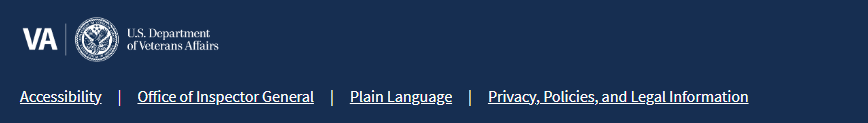 VA
U.S. Department
of Veterans Affairs
Accessibility | Office of Inspector General | Plain Language | Privacy, Policies, and Legal Information